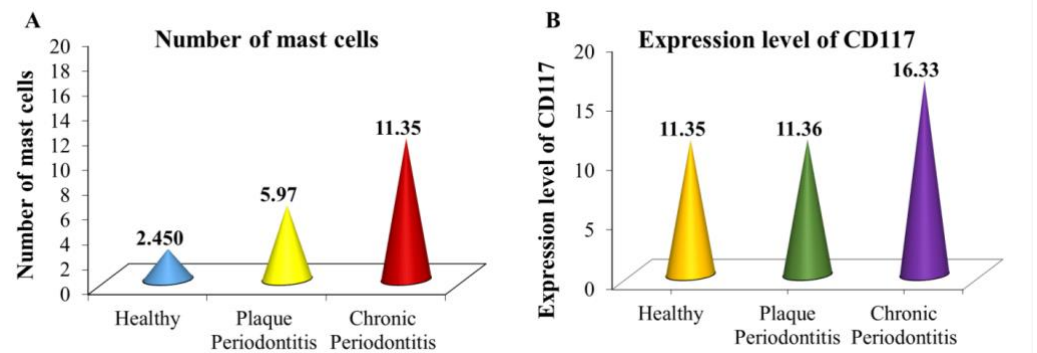 A
Number of mast cells
Number of mast cells
20
18
16
14
12
10
8
6
4
2
0
2.450
5.97
11.35
Healthy
Plaque
Periodontitis
Chronic
Periodontitis
B
Expression level of CD117
Expression level of CD117
20
15
10
5
0
11.35
11.36
16.33
Healthy
Plaque
Periodontitis
Chronic
Periodontitis